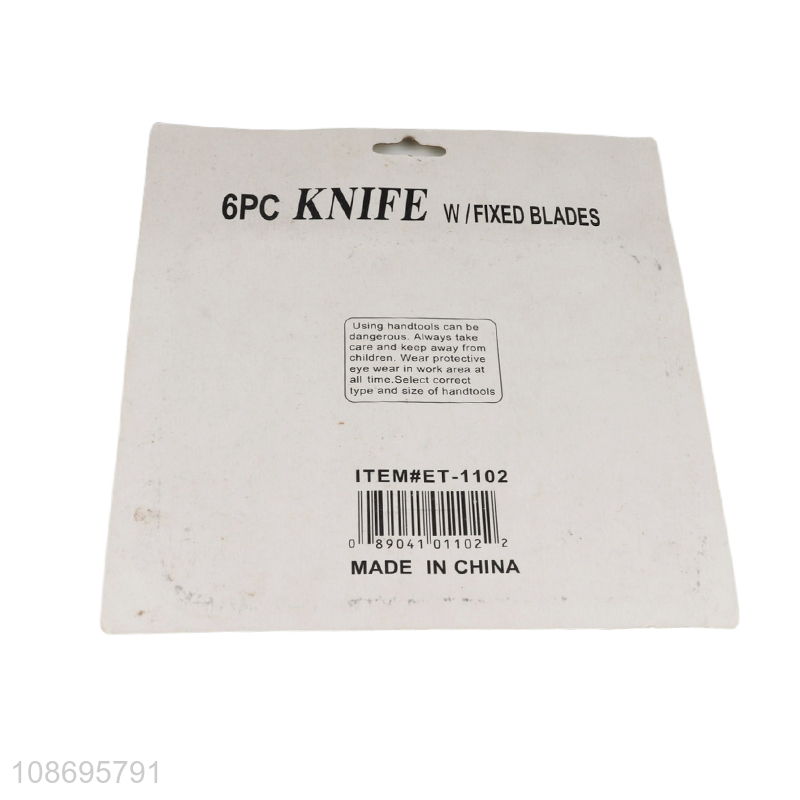 6PC KNIFE W/FIXED BLADES
Using handtools can be
dangerous. Always take
care and keep away from
children. Wear protective
eye wear in work area at
all time.Select correct
type and size of handtools
ITEM#ET-1102
0 89041 01102 2
MADE IN CHINA
108695791